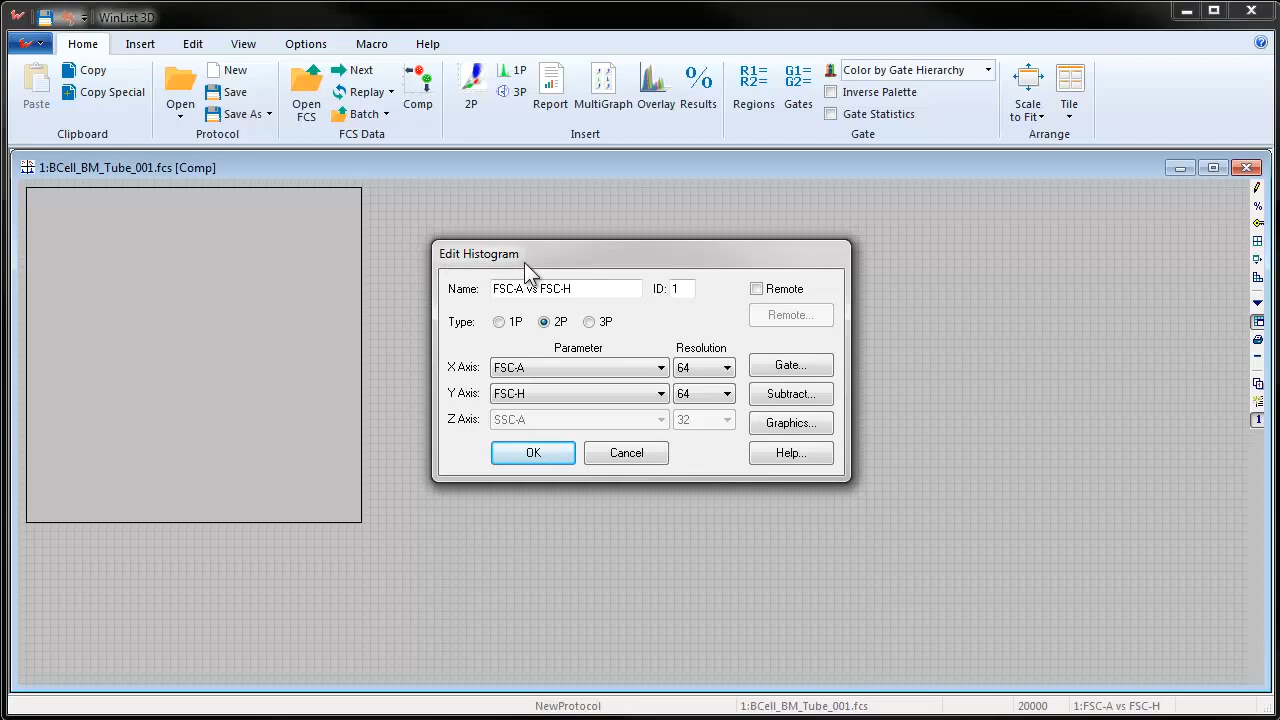 WinList 3D
Home Insert Edit View Options Macro Help
Paste Copy Copy Special Clipboard
Open New Save Save As Protocol
Open FCS Next Replay Batch Comp FCS Data
2P 1P 3P Report MultiGraph Overlay Results Insert
R1= R2= Regions G1= G2= Gates Color by Gate Hierarchy Inverse Palette Gate Statistics Gate
Scale to Fit Tile Arrange
1:BCell_BM_Tube_001.fcs [Comp]
Edit Histogram
Name: FSC-A vs FSC-H ID: 1 Remote
Type: 1P 2P 3P Remote...
Parameter Resolution
X Axis: FSC-A 64 Gate...
Y Axis: FSC-H 64 Subtract...
Z Axis: SSC-A 32 Graphics...
OK Cancel Help...
NewProtocol 1:BCell_BM_Tube_001.fcs 20000 1:FSC-A vs FSC-H